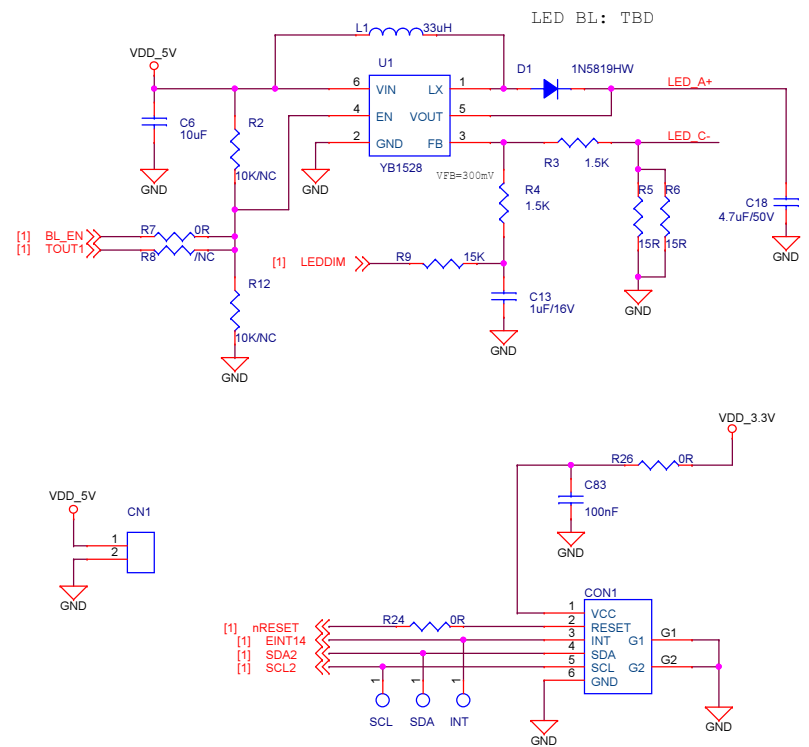 LED BL: TBD
L1 33uH
VDD_5V
U1
D1 1N5819HW
6 VIN LX 1
LED_A+
4 EN VOUT 5
2 GND FB 3
YB1528
VFB=300mV
C6
10uF
GND
R2
10K/NC
GND
R3 1.5K
LED_C-
R4
1.5K
R5 R6
15R 15R
GND
C18
4.7uF/50V
GND
[1] BL_EN R7 0R
[1] TOUT1 R8 /NC
R12
10K/NC
GND
[1] LEDDIM R9 15K
C13
1uF/16V
GND
VDD_3.3V
R26 0R
C83
100nF
GND
VDD_5V
CN1
1
2
GND
CON1
[1] nRESET R24 0R
[1] EINT14
[1] SDA2
[1] SCL2
1 VCC
2 RESET
3 INT G1 G1
4 SDA
5 SCL G2 G2
6 GND
1 1 1
SCL SDA INT
GND
GND